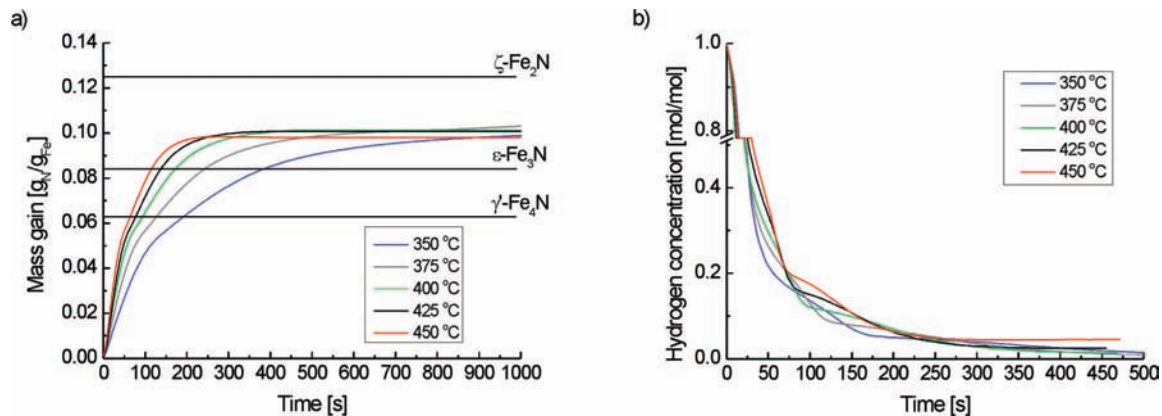 a)
Mass gain [g_N/g_Fe]
0.14
0.12
0.10
0.08
0.06
0.04
0.02
0.00
ζ-Fe₂N
ε-Fe₃N
γ'-Fe₄N
350 °C
375 °C
400 °C
425 °C
450 °C
0 100 200 300 400 500 600 700 800 900 1000
Time [s]
b)
Hydrogen concentration [mol/mol]
1.0
0.8
0.4
0.2
0.0
350 °C
375 °C
400 °C
425 °C
450 °C
0 50 100 150 200 250 300 350 400 450 500
Time [s]